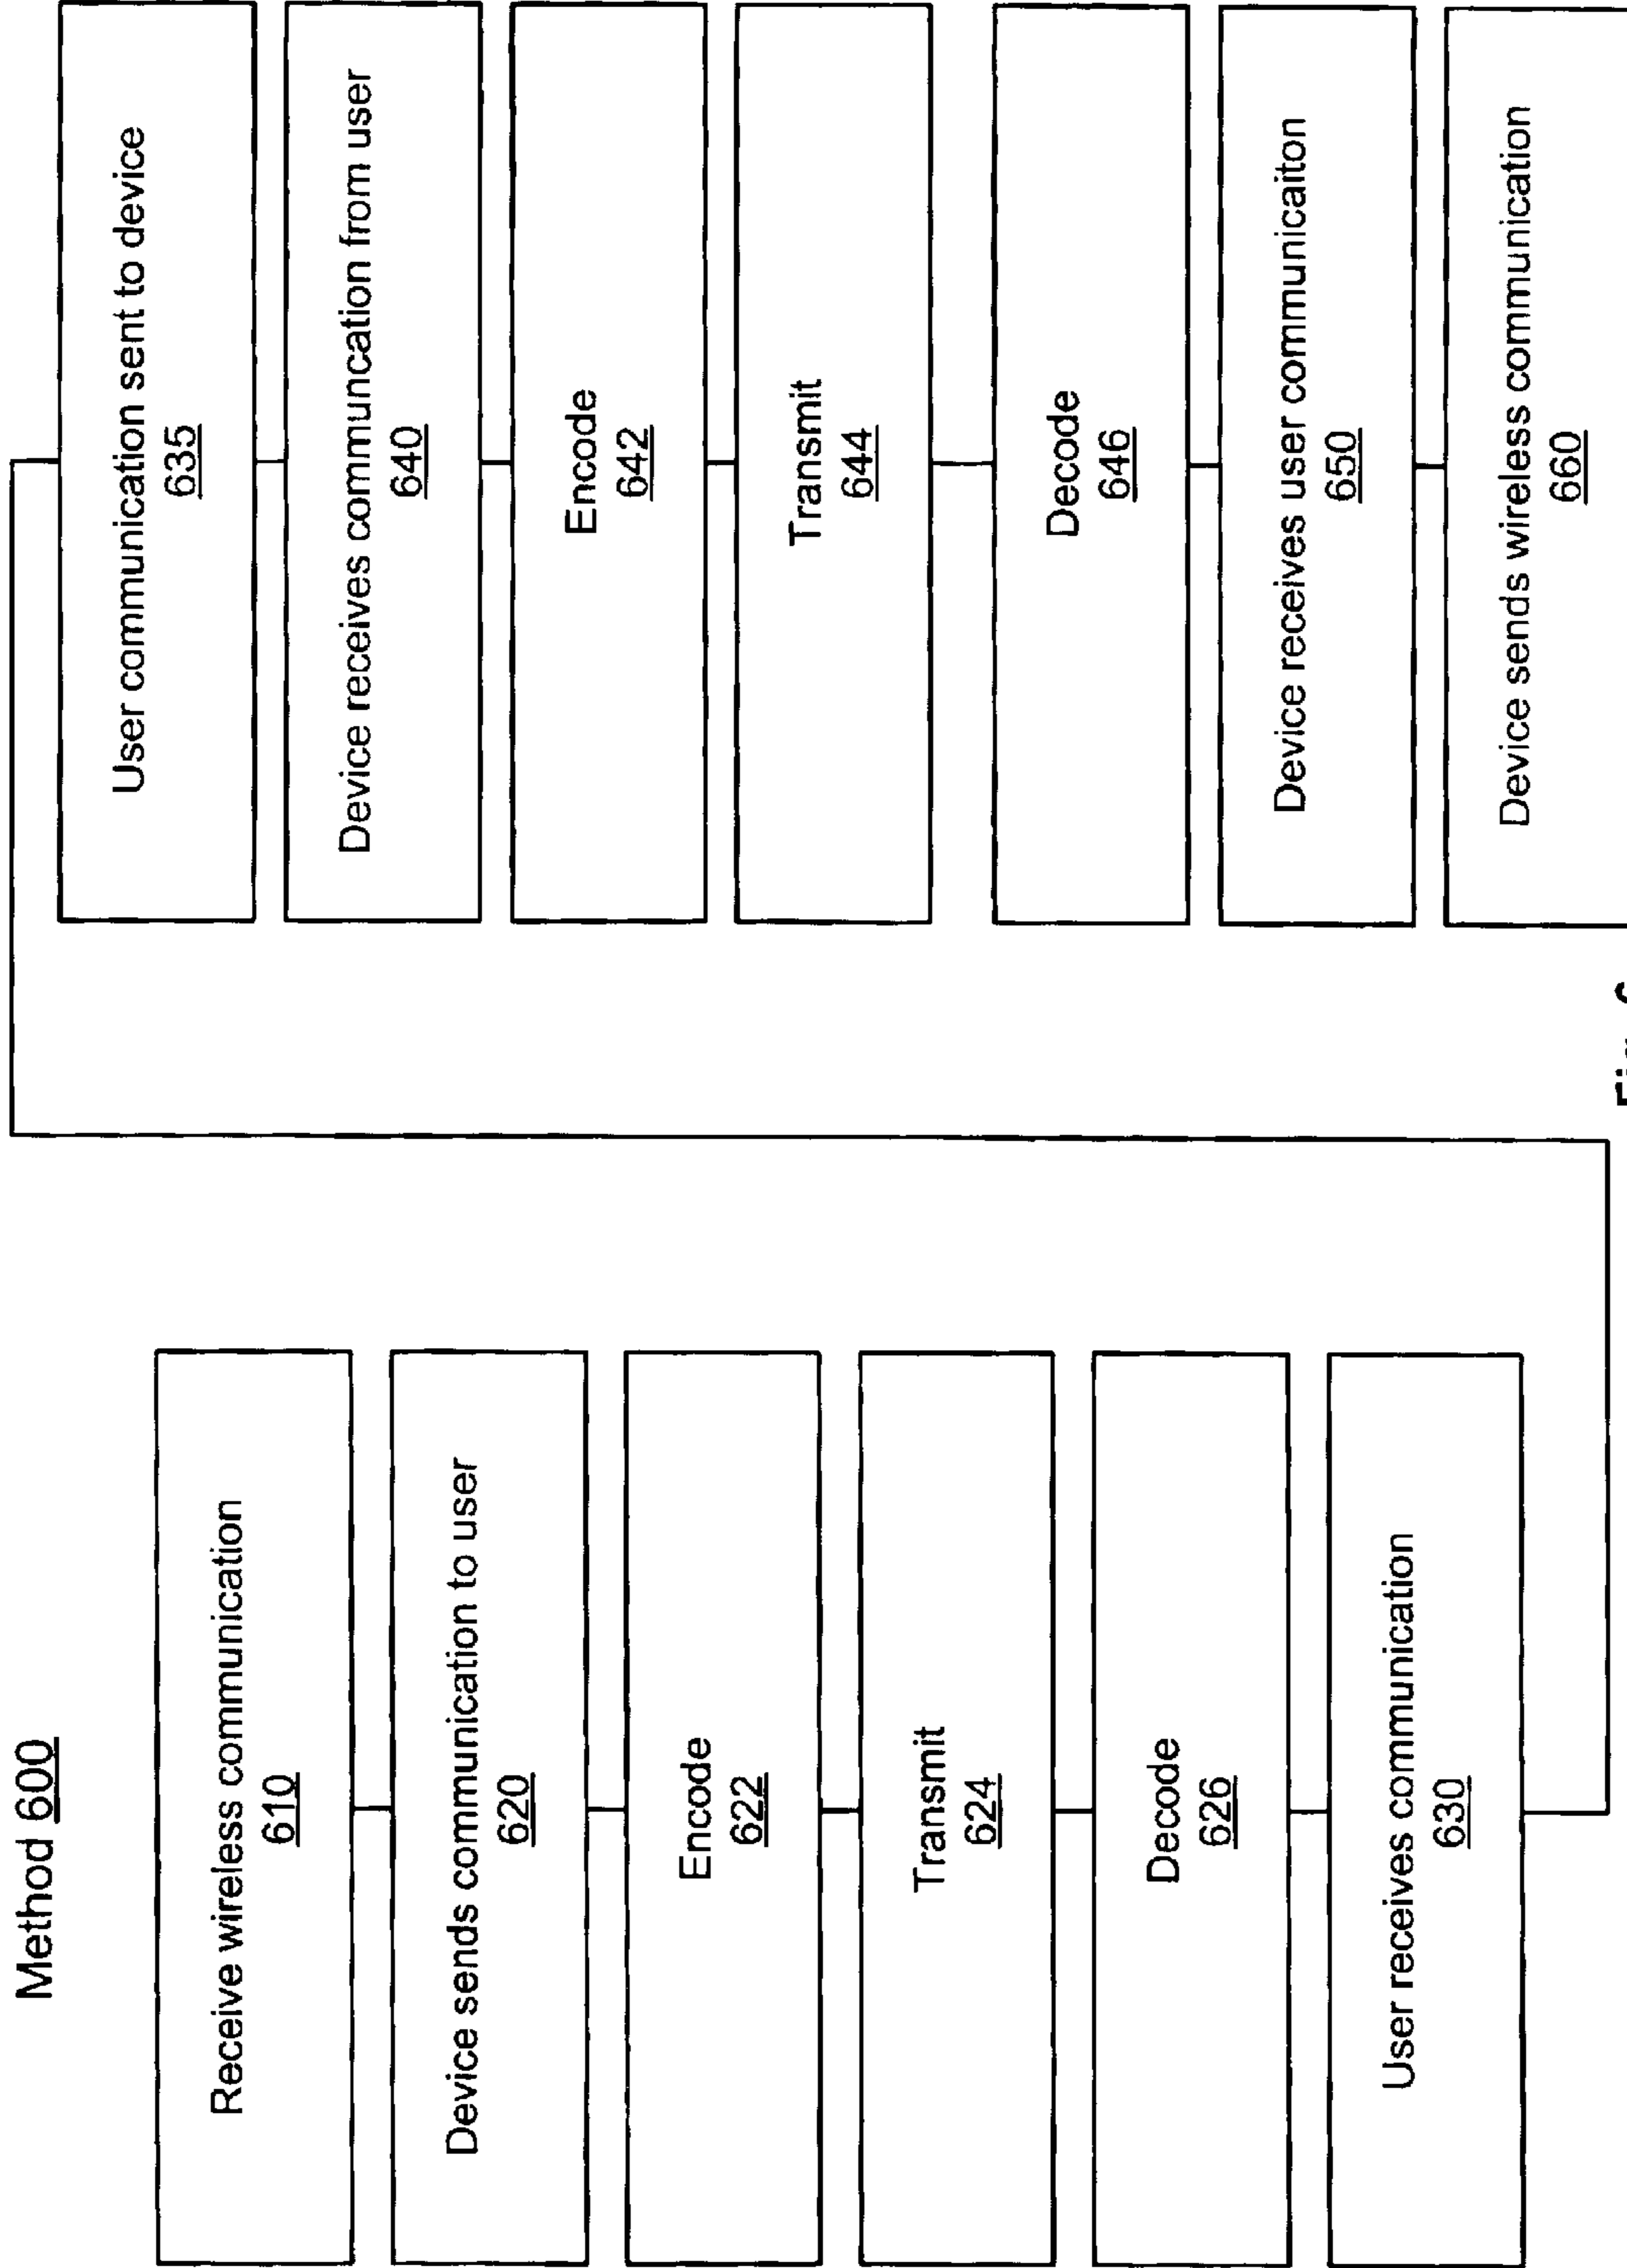 Method 600
Receive wireless communication
610
Device sends communication to user
620
Encode
622
Transmit
624
Decode
626
User receives communication
630
User communication sent to device
635
Device receives communcation from user
640
Encode
642
Transmit
644
Decode
646
Device receives user communicaiton
650
Device sends wireless communication
660